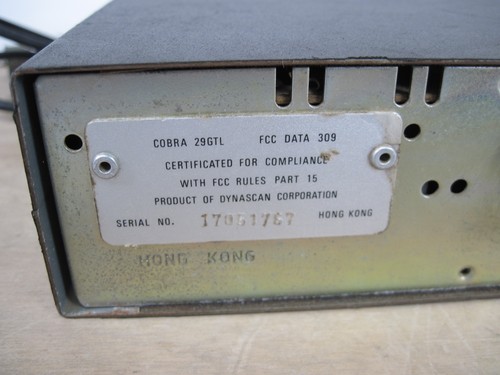 COBRA 29GTL FCC DATA 309
CERTIFICATED FOR COMPLIANCE
WITH FCC RULES PART 15
PRODUCT OF DYNASCAN CORPORATION
SERIAL NO. HONG KONG
HONG KONG